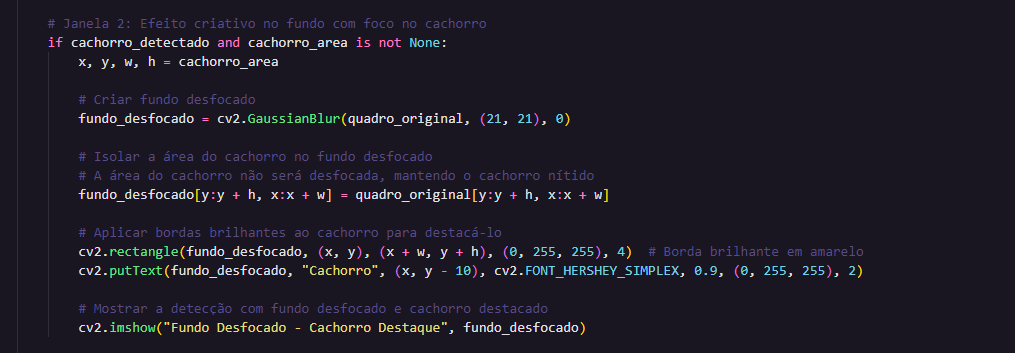 # Janela 2: Efeito criativo no fundo com foco no cachorro
if cachorro_detectado and cachorro_area is not None:
x, y, w, h = cachorro_area
# Criar fundo desfocado
fundo_desfocado = cv2.GaussianBlur(quadro_original, (21, 21), 0)
# Isolar a área do cachorro no fundo desfocado
# A área do cachorro não será desfocada, mantendo o cachorro nítido
fundo_desfocado[y:y + h, x:x + w] = quadro_original[y:y + h, x:x + w]
# Aplicar bordas brilhantes ao cachorro para destacá-lo
cv2.rectangle(fundo_desfocado, (x, y), (x + w, y + h), (0, 255, 255), 4)  # Borda brilhante em amarelo
cv2.putText(fundo_desfocado, "Cachorro", (x, y - 10), cv2.FONT_HERSHEY_SIMPLEX, 0.9, (0, 255, 255), 2)
# Mostrar a detecção com fundo desfocado e cachorro destacado
cv2.imshow("Fundo Desfocado - Cachorro Destaque", fundo_desfocado)